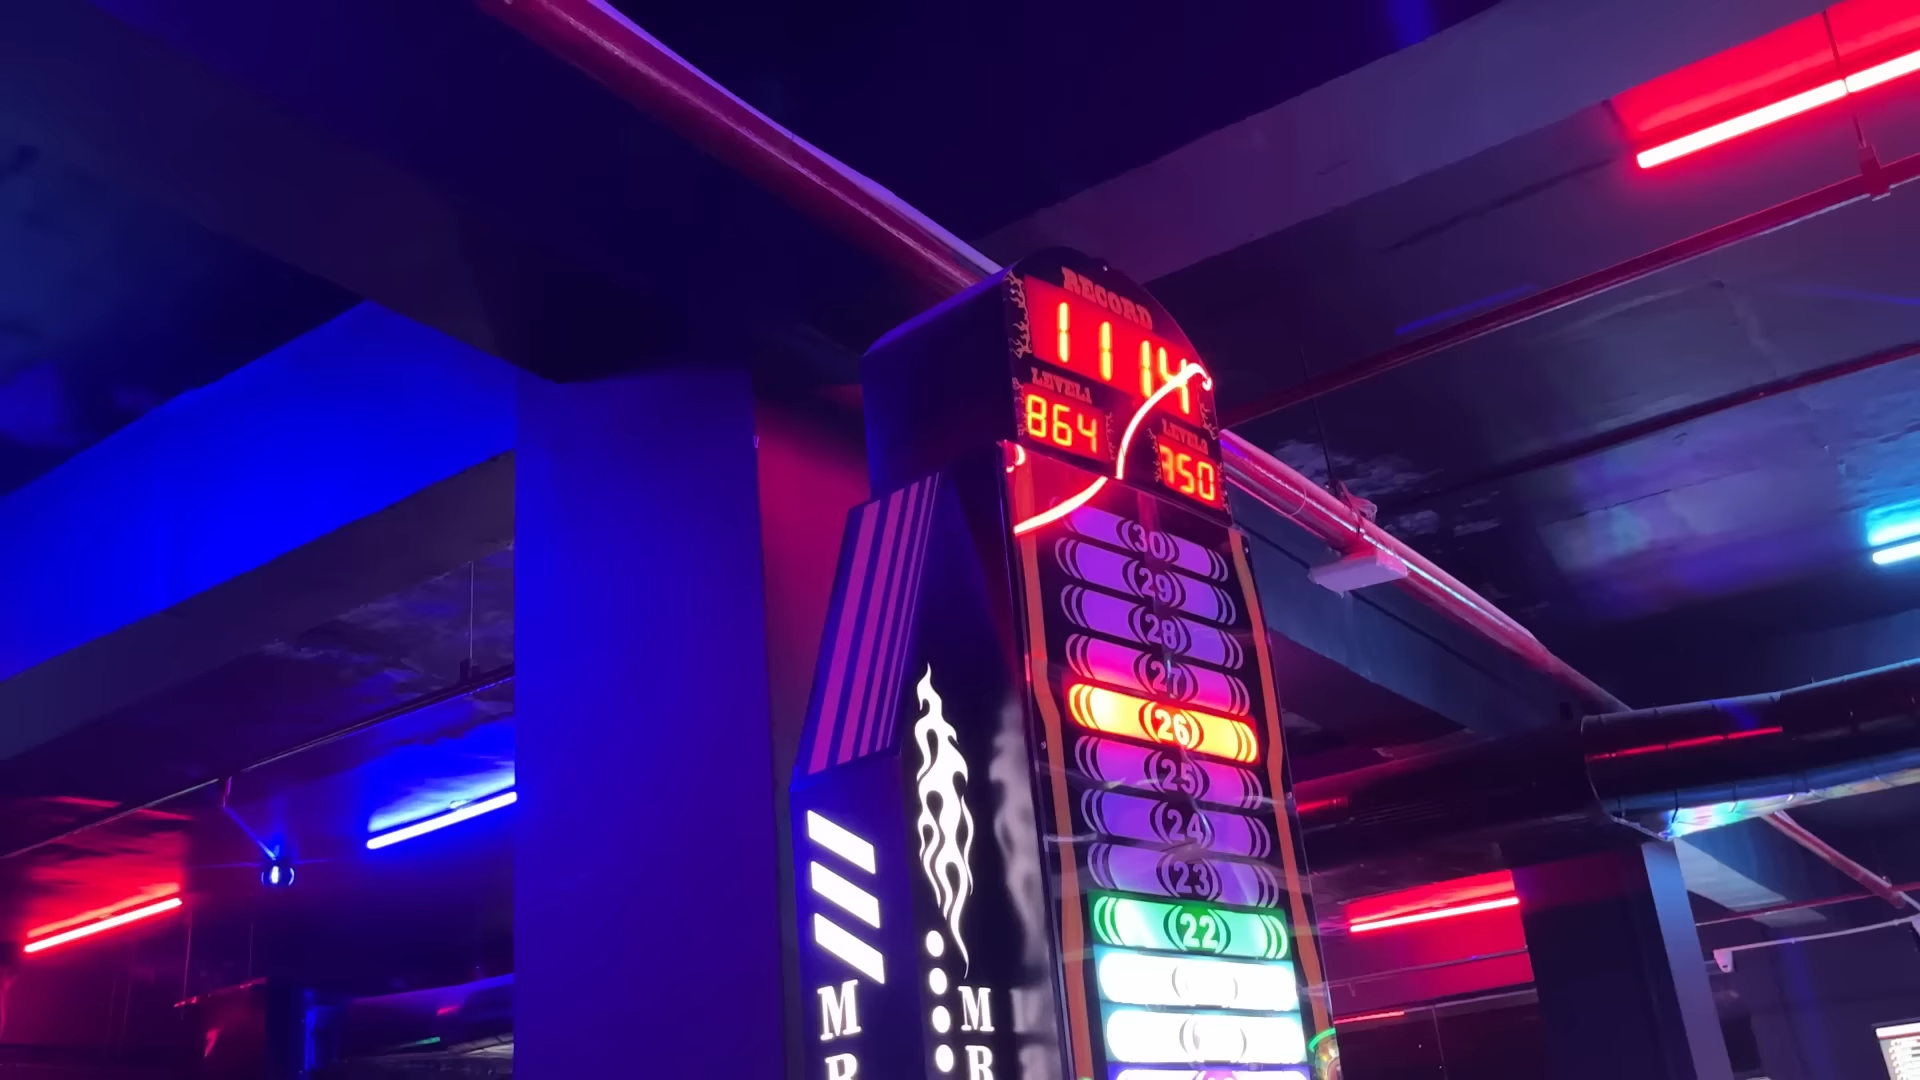 RECORD
1114
LEVEL1
864
LEVEL2
750
(30)
(29)
(28)
(27)
(26)
(25)
(24)
(23)
(22)
M
R
M
R